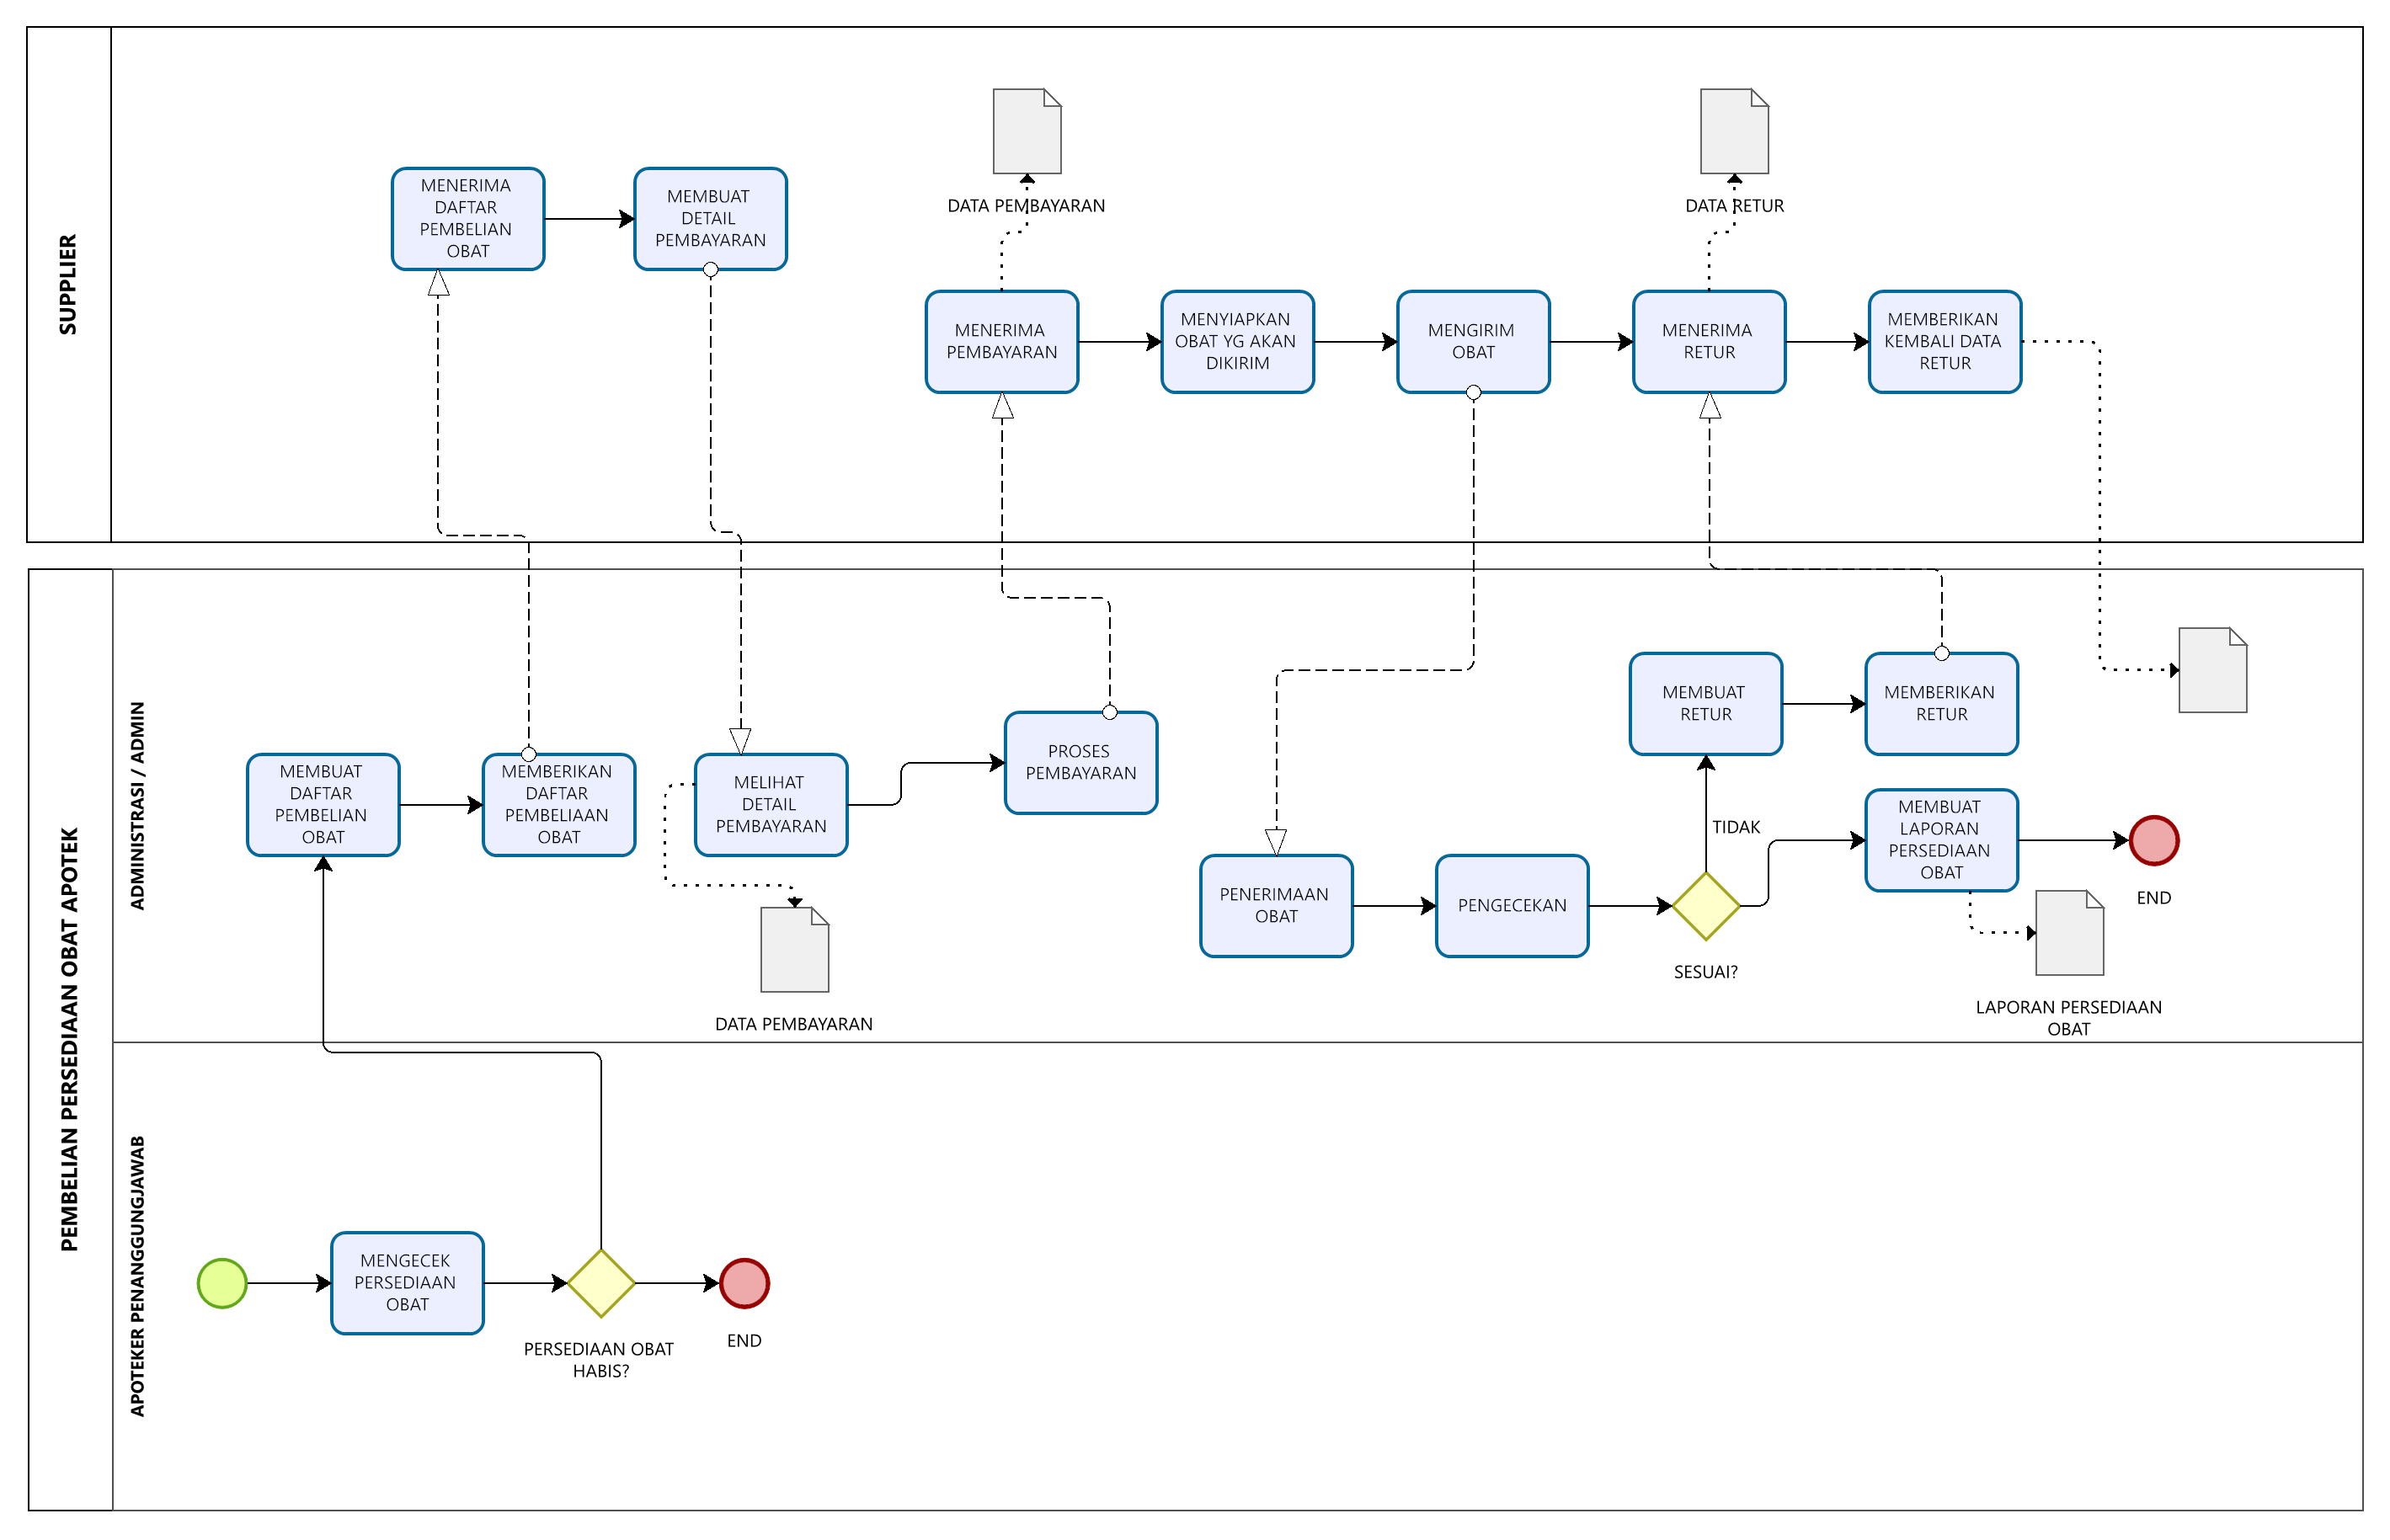 SUPPLIER
DATA PEMBAYARAN
DATA RETUR
MENERIMA
DAFTAR
PEMBELIAN
OBAT
MEMBUAT
DETAIL
PEMBAYARAN
MENERIMA
PEMBAYARAN
MENYIAPKAN
OBAT YG AKAN
DIKIRIM
MENGIRIM
OBAT
MENERIMA
RETUR
MEMBERIKAN
KEMBALI DATA
RETUR
PEMBELIAN PERSEDIAAN OBAT APOTEK
ADMINISTRASI / ADMIN
MEMBUAT
DAFTAR
PEMBELIAN
OBAT
MEMBERIKAN
DAFTAR
PEMBELIAAN
OBAT
MELIHAT
DETAIL
PEMBAYARAN
PROSES
PEMBAYARAN
DATA PEMBAYARAN
PENERIMAAN
OBAT
PENGECEKAN
SESUAI?
TIDAK
MEMBUAT
RETUR
MEMBERIKAN
RETUR
MEMBUAT
LAPORAN
PERSEDIAAN
OBAT
END
LAPORAN PERSEDIAAN
OBAT
APOTEKER PENANGGUNGJAWAB
MENGECEK
PERSEDIAAN
OBAT
PERSEDIAAN OBAT
HABIS?
END